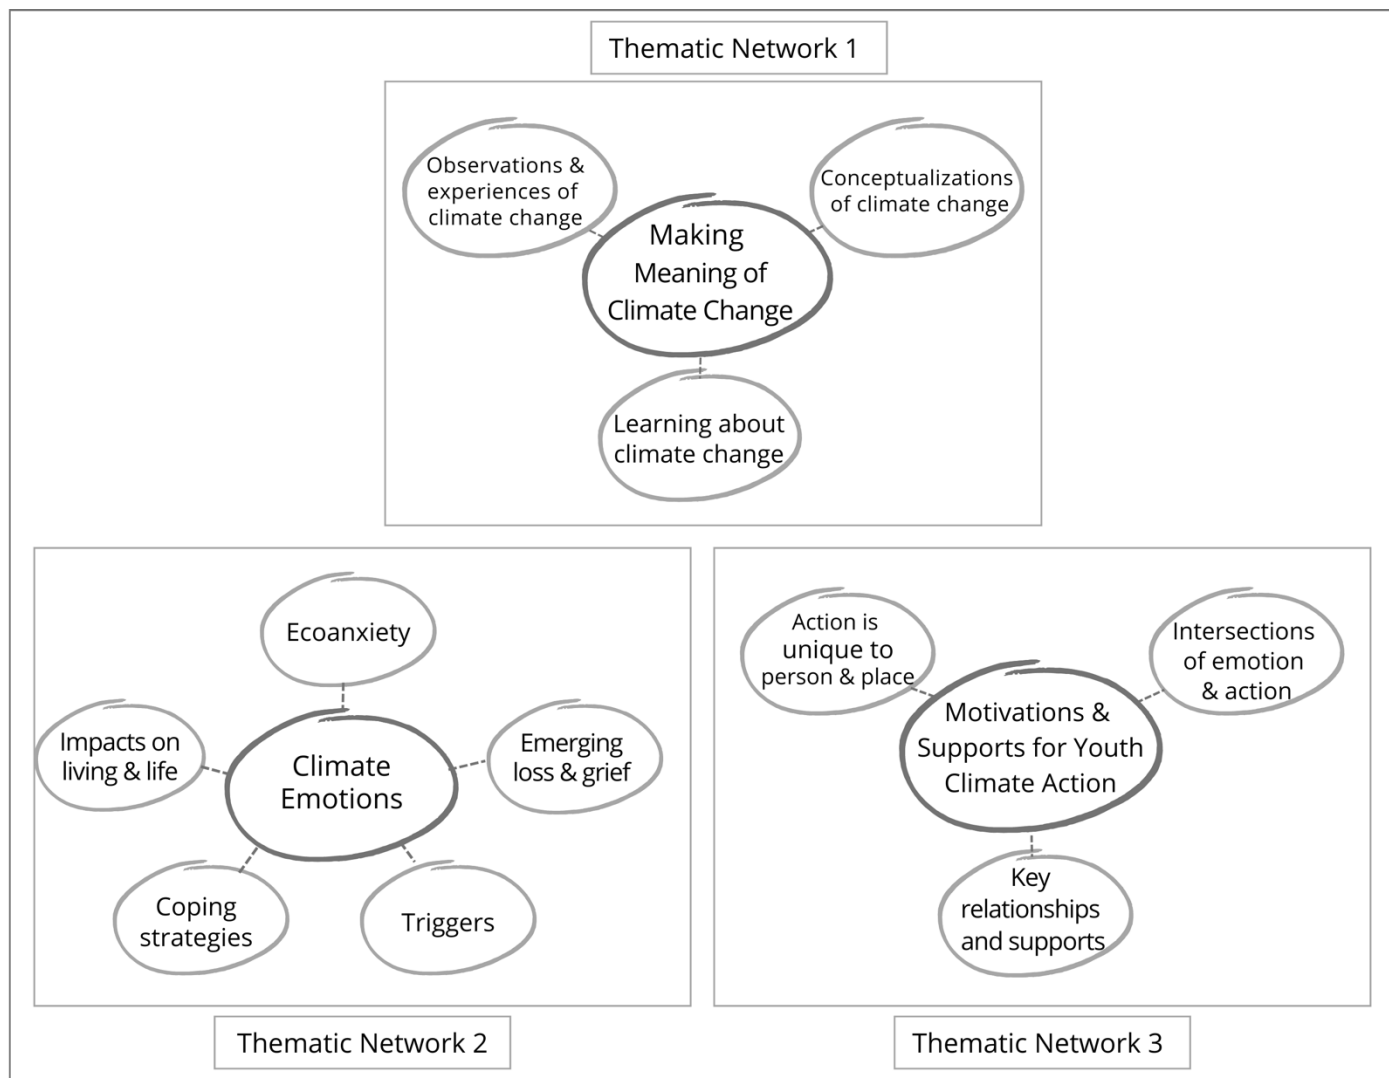 Thematic Network 1
Observations &
experiences of
climate change
Conceptualizations
of climate change
Making
Meaning of
Climate Change
Learning about
climate change
Ecoanxiety
Impacts on
living & life
Climate
Emotions
Emerging
loss & grief
Coping
strategies
Triggers
Thematic Network 2
Action is
unique to
person & place
Intersections
of emotion
& action
Motivations &
Supports for Youth
Climate Action
Key
relationships
and supports
Thematic Network 3